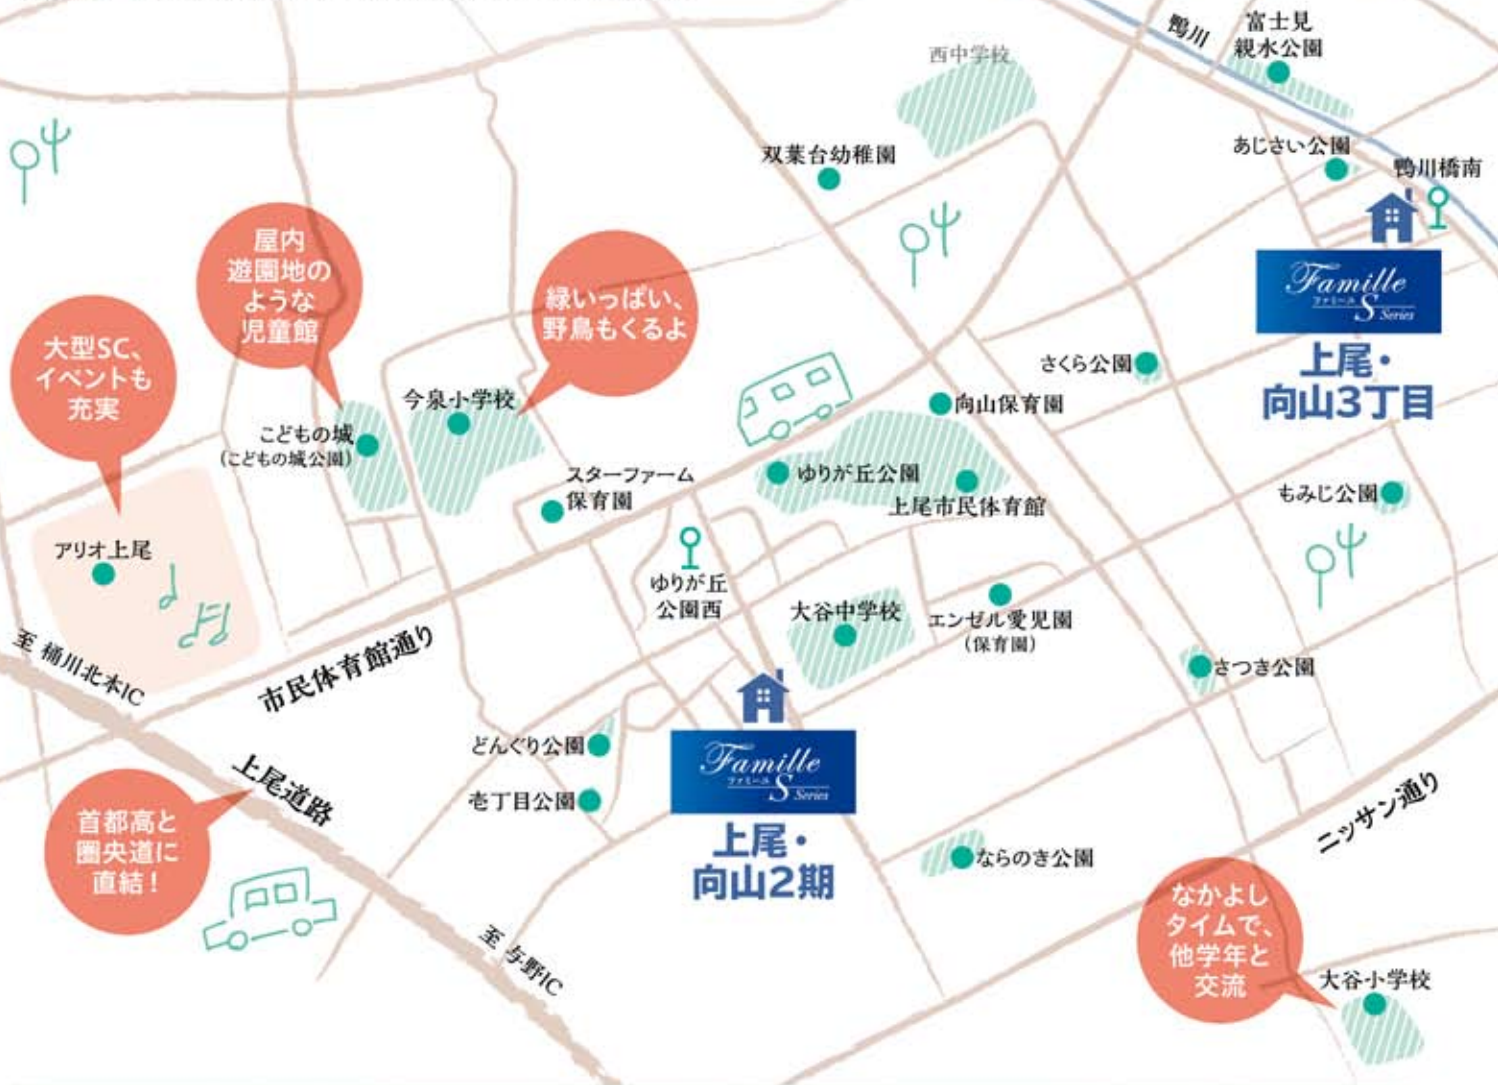 鴨川
富士見
親水公園
西中学校
あじさい公園
双葉台幼稚園
鴨川橋南
屋内
遊園地の
ような
児童館
緑いっぱい、
野鳥もくるよ
Famille
ファミーユ
S Series
大型SC、
イベントも
充実
上尾・
向山3丁目
さくら公園
今泉小学校
向山保育園
こどもの城
(こどもの城公園)
スターファーム
保育園
ゆりが丘公園
上尾市民体育館
もみじ公園
アリオ上尾
ゆりが丘
公園西
大谷中学校
エンゼル愛児園
(保育園)
至 桶川北本IC
市民体育館通り
さつき公園
どんぐり公園
Famille
ファミーユ
S Series
上尾道路
壱丁目公園
ニッサン通り
首都高と
圏央道に
直結!
上尾・
向山2期
ならのき公園
なかよし
タイムで、
他学年と
交流
至 与野IC
大谷小学校